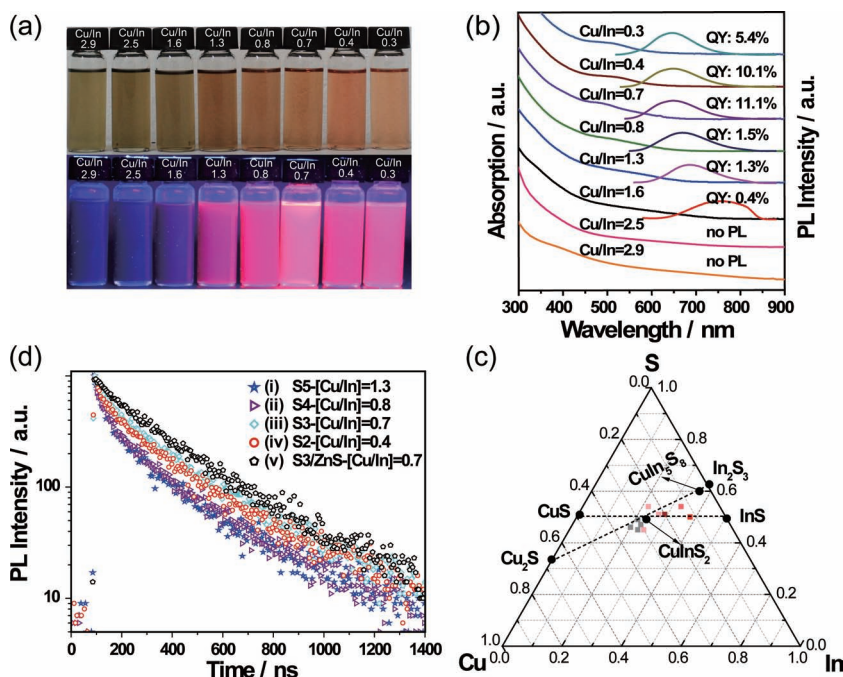 (a)
Cu/In 2.9 Cu/In 2.5 Cu/In 1.6 Cu/In 1.3 Cu/In 0.8 Cu/In 0.7 Cu/In 0.4 Cu/In 0.3
Cu/In 2.9 Cu/In 2.5 Cu/In 1.6 Cu/In 1.3 Cu/In 0.8 Cu/In 0.7 Cu/In 0.4 Cu/In 0.3
(b)
Absorption / a.u.
PL Intensity / a.u.
Cu/In=0.3 QY: 5.4%
Cu/In=0.4 QY: 10.1%
Cu/In=0.7 QY: 11.1%
Cu/In=0.8 QY: 1.5%
Cu/In=1.3 QY: 1.3%
Cu/In=1.6 QY: 0.4%
Cu/In=2.5 no PL
Cu/In=2.9 no PL
300 400 500 600 700 800 900
Wavelength / nm
(d)
PL Intensity / a.u.
100
10
(i) S5-[Cu/In]=1.3
(ii) S4-[Cu/In]=0.8
(iii) S3-[Cu/In]=0.7
(iv) S2-[Cu/In]=0.4
(v) S3/ZnS-[Cu/In]=0.7
0 200 400 600 800 1000 1200 1400
Time / ns
(c)
S
0.0 1.0
0.2 0.8
0.4 0.6
0.6 0.4
0.8 0.2
1.0 0.0
CuIn5S8
In2S3
CuS
InS
CuInS2
Cu2S
0.0 0.2 0.4 0.6 0.8 1.0
Cu
In